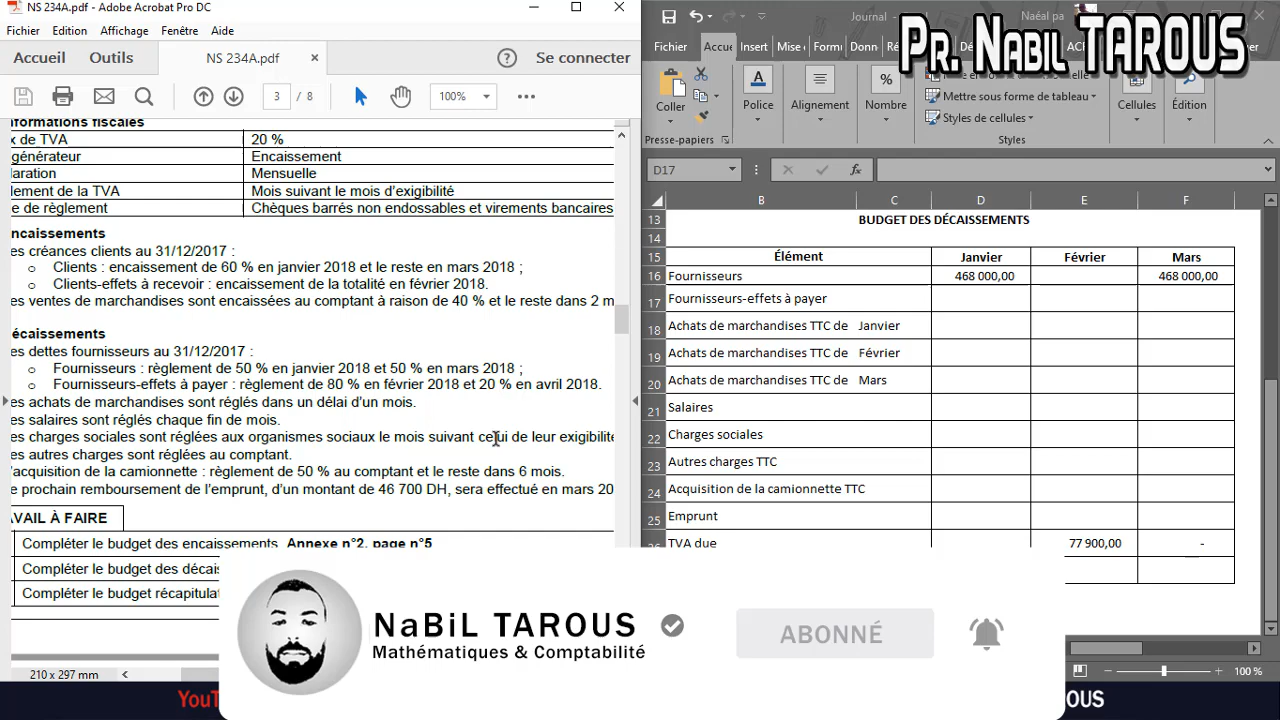 NS 234A.pdf - Adobe Acrobat Pro DC
Fichier Edition Affichage Fenêtre Aide
Accueil Outils NS 234A.pdf × Se connecter
3 / 8 100%
nformations fiscales
x de TVA 20 %
générateur Encaissement
laration Mensuelle
lement de la TVA Mois suivant le mois d'exigibilité
e de règlement Chèques barrés non endossables et virements bancaires
ncaissements
es créances clients au 31/12/2017 :
o Clients : encaissement de 60 % en janvier 2018 et le reste en mars 2018 ;
o Clients-effets à recevoir : encaissement de la totalité en février 2018.
es ventes de marchandises sont encaissées au comptant à raison de 40 % et le reste dans 2 m
écaissements
es dettes fournisseurs au 31/12/2017 :
o Fournisseurs : règlement de 50 % en janvier 2018 et 50 % en mars 2018 ;
o Fournisseurs-effets à payer : règlement de 80 % en février 2018 et 20 % en avril 2018.
es achats de marchandises sont réglés dans un délai d'un mois.
es salaires sont réglés chaque fin de mois.
es charges sociales sont réglées aux organismes sociaux le mois suivant celui de leur exigibilité
es autres charges sont réglées au comptant.
'acquisition de la camionnette : règlement de 50 % au comptant et le reste dans 6 mois.
e prochain remboursement de l'emprunt, d'un montant de 46 700 DH, sera effectué en mars 20
AVAIL À FAIRE
Compléter le budget des encaissements Annexe n°2, page n°5
Compléter le budget des décai
Compléter le budget récapitula
210 x 297 mm
Journal - Naéal pa
Pr. Nabil TAROUS
Fichier Accue Insert Mise Formu Donn
Coller Police Alignement Nombre
Mettre sous forme de tableau
Styles de cellules
Cellules Édition
Presse-papiers Styles
D17 fx
B C D E F
13 BUDGET DES DÉCAISSEMENTS
14
15 Élément Janvier Février Mars
16 Fournisseurs 468 000,00 468 000,00
17 Fournisseurs-effets à payer
18 Achats de marchandises TTC de Janvier
19 Achats de marchandises TTC de Février
20 Achats de marchandises TTC de Mars
21 Salaires
22 Charges sociales
23 Autres charges TTC
24 Acquisition de la camionnette TTC
25 Emprunt
26 TVA due 77 900,00 -
100 %
NaBiL TAROUS
Mathématiques & Comptabilité
ABONNÉ
YouT
ROUS